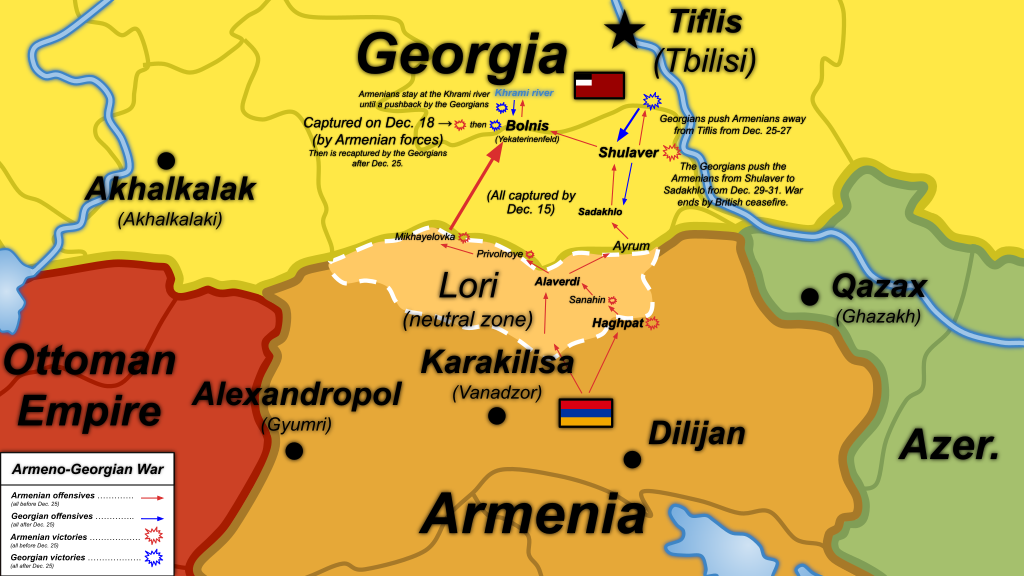 Tiflis
(Tbilisi)
Georgia
Armenians stay at the Khrami river
until a pushback by the Georgians
Khrami river
Captured on Dec. 18 →
(by Armenian forces)
then
Then is recaptured by the Georgians
after Dec. 25.
Bolnis
(Yekaterinenfeld)
Georgians push Armenians away
from Tiflis from Dec. 25-27
Shulaver
The Georgians push the
Armenians from Shulaver to
Sadakhlo from Dec. 29-31. War
ends by British ceasefire.
Akhalkalak
(Akhalkalaki)
(All captured by
Dec. 15)
Sadakhlo
Mikhayelovka
Privolnoye
Ayrum
Lori
(neutral zone)
Alaverdi
Sanahin
Haghpat
Qazax
(Ghazakh)
Ottoman
Empire
Karakilisa
(Vanadzor)
Alexandropol
(Gyumri)
Dilijan
Azer.
Armenia
Armeno-Georgian War
Armenian offensives .............
(all before Dec. 25)
Georgian offensives .............
(all after Dec. 25)
Armenian victories .................
(all before Dec. 25)
Georgian victories .................
(all after Dec. 25)